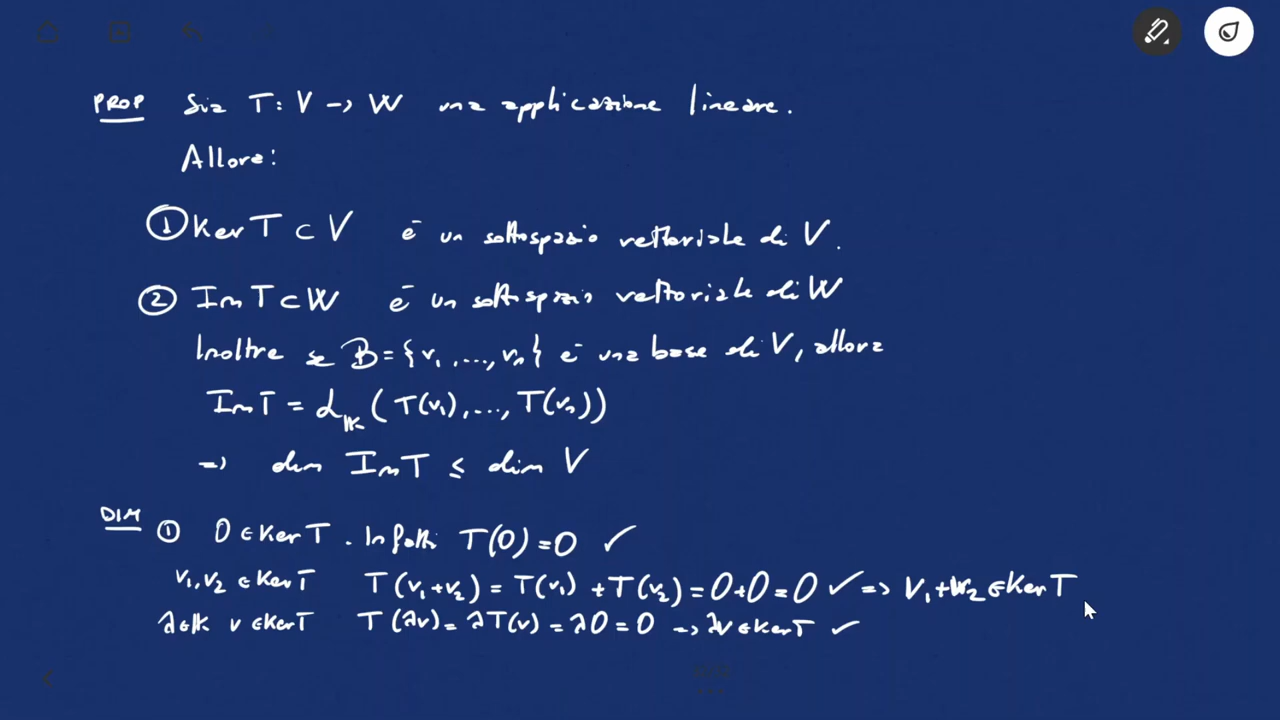 PROP Sia T: V → W una applicazione lineare.
Allora:
① Ker T ⊂ V è un sottospazio vettoriale di V.
② Im T ⊂ W è un sottospazio vettoriale di W
Inoltre se B = {v₁, ..., vₙ} è una base di V, allora
Im T = L_K (T(v₁), ..., T(vₙ))
=> dim Im T ≤ dim V
DIM ① 0 ∈ Ker T. Infatti T(0) = 0 ✓
v₁, v₂ ∈ Ker T T(v₁+v₂) = T(v₁) + T(v₂) = 0+0 = 0 ✓ => v₁+v₂ ∈ Ker T
λ ∈ K v ∈ Ker T T(λv) = λT(v) = λ0 = 0 => λv ∈ Ker T ✓